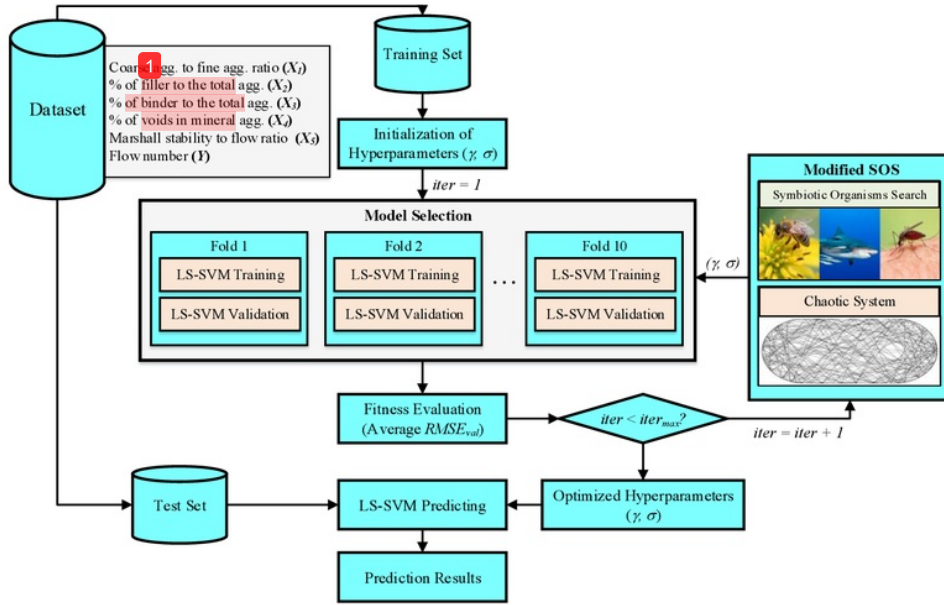 Training Set
Dataset
1
Coarse agg. to fine agg. ratio (X1)
% of filler to the total agg. (X2)
% of binder to the total agg. (X3)
% of voids in mineral agg. (X4)
Marshall stability to flow ratio (X5)
Flow number (Y)
Initialization of
Hyperparameters (γ, σ)
iter = 1
Model Selection
Fold 1
LS-SVM Training
LS-SVM Validation
Fold 2
LS-SVM Training
LS-SVM Validation
...
Fold 10
LS-SVM Training
LS-SVM Validation
(γ, σ)
Modified SOS
Symbiotic Organisms Search
Chaotic System
Fitness Evaluation
(Average RMSEval)
iter < itermax?
iter = iter + 1
Test Set
LS-SVM Predicting
Optimized Hyperparameters
(γ, σ)
Prediction Results